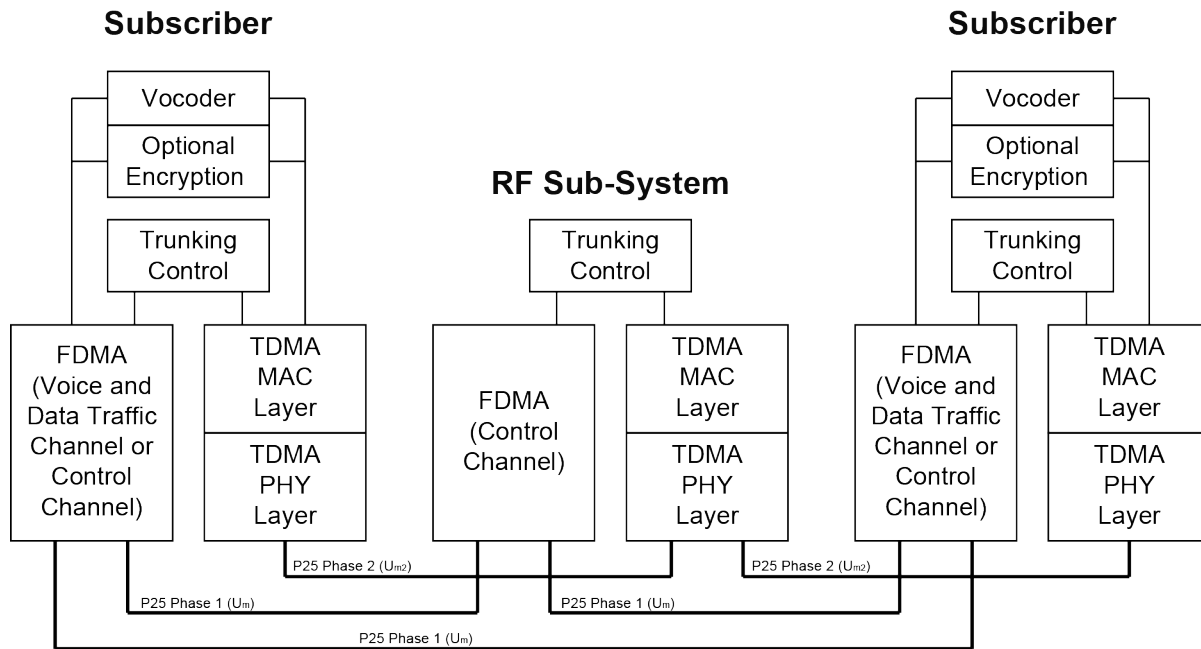 Subscriber
Vocoder
Optional
Encryption
Trunking
Control
FDMA
(Voice and
Data Traffic
Channel or
Control
Channel)
TDMA
MAC
Layer
TDMA
PHY
Layer
RF Sub-System
Trunking
Control
FDMA
(Control
Channel)
TDMA
MAC
Layer
TDMA
PHY
Layer
Subscriber
Vocoder
Optional
Encryption
Trunking
Control
FDMA
(Voice and
Data Traffic
Channel or
Control
Channel)
TDMA
MAC
Layer
TDMA
PHY
Layer
P25 Phase 2 (Um2)
P25 Phase 2 (Um2)
P25 Phase 1 (Um)
P25 Phase 1 (Um)
P25 Phase 1 (Um)